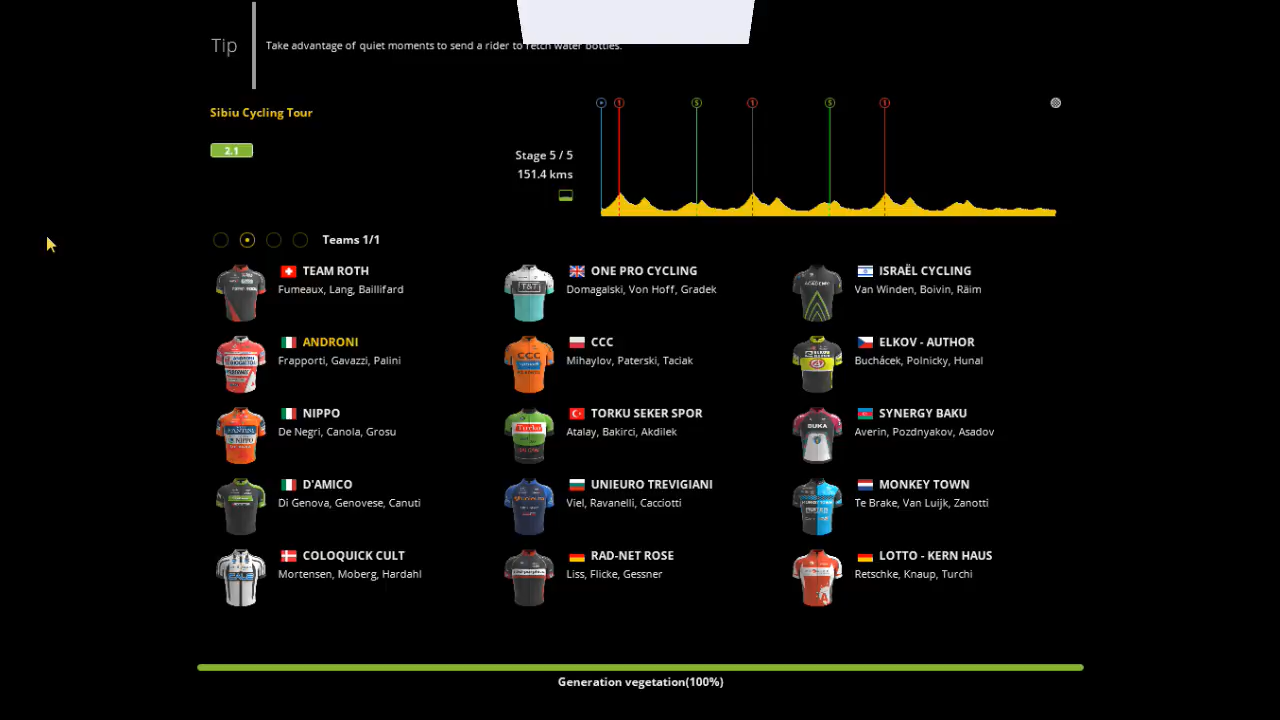 Tip
Take advantage of quiet moments to send a rider to fetch water bottles.
Sibiu Cycling Tour
2.1
Stage 5 / 5
151.4 kms
1
S
1
S
1
Teams 1/1
TEAM ROTH
Fumeaux, Lang, Baillifard
ONE PRO CYCLING
Domagalski, Von Hoff, Gradek
ISRAËL CYCLING
Van Winden, Boivin, Räim
ANDRONI
Frapporti, Gavazzi, Palini
CCC
Mihaylov, Paterski, Taciak
ELKOV - AUTHOR
Buchácek, Polnicky, Hunal
NIPPO
De Negri, Canola, Grosu
TORKU SEKER SPOR
Atalay, Bakirci, Akdilek
SYNERGY BAKU
Averin, Pozdnyakov, Asadov
D'AMICO
Di Genova, Genovese, Canuti
UNIEURO TREVIGIANI
Viel, Ravanelli, Cacciotti
MONKEY TOWN
Te Brake, Van Luijk, Zanotti
COLOQUICK CULT
Mortensen, Moberg, Hardahl
RAD-NET ROSE
Liss, Flicke, Gessner
LOTTO - KERN HAUS
Retschke, Knaup, Turchi
Generation vegetation(100%)